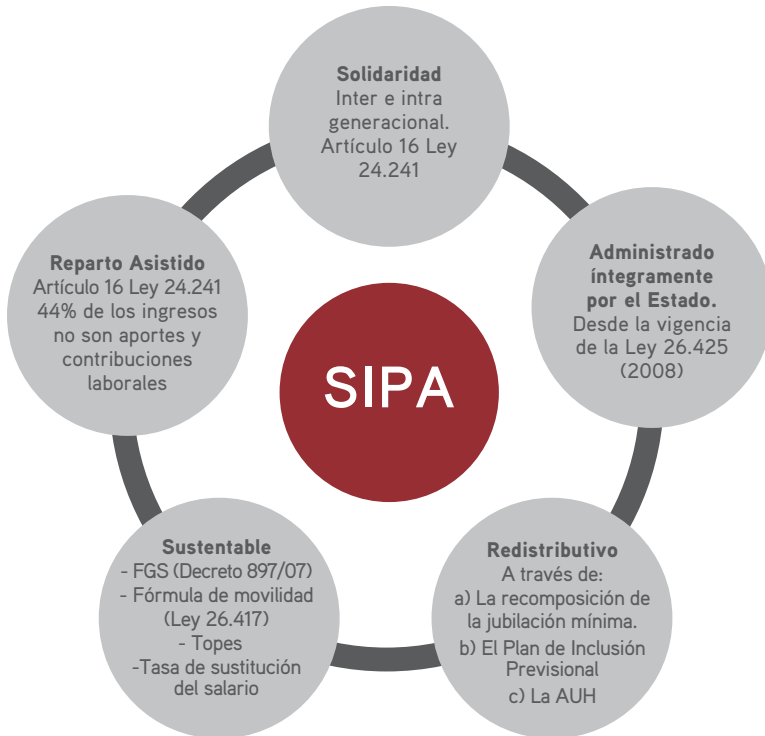 Solidaridad
Inter e intra
generacional.
Artículo 16 Ley
24.241
Administrado
íntegramente
por el Estado.
Desde la vigencia
de la Ley 26.425
(2008)
Redistributivo
A través de:
a) La recomposición de
la jubilación mínima.
b) El Plan de Inclusión
Previsional
c) La AUH
Sustentable
- FGS (Decreto 897/07)
- Fórmula de movilidad
(Ley 26.417)
- Topes
-Tasa de sustitución
del salario
Reparto Asistido
Artículo 16 Ley 24.241
44% de los ingresos
no son aportes y
contribuciones
laborales
SIPA